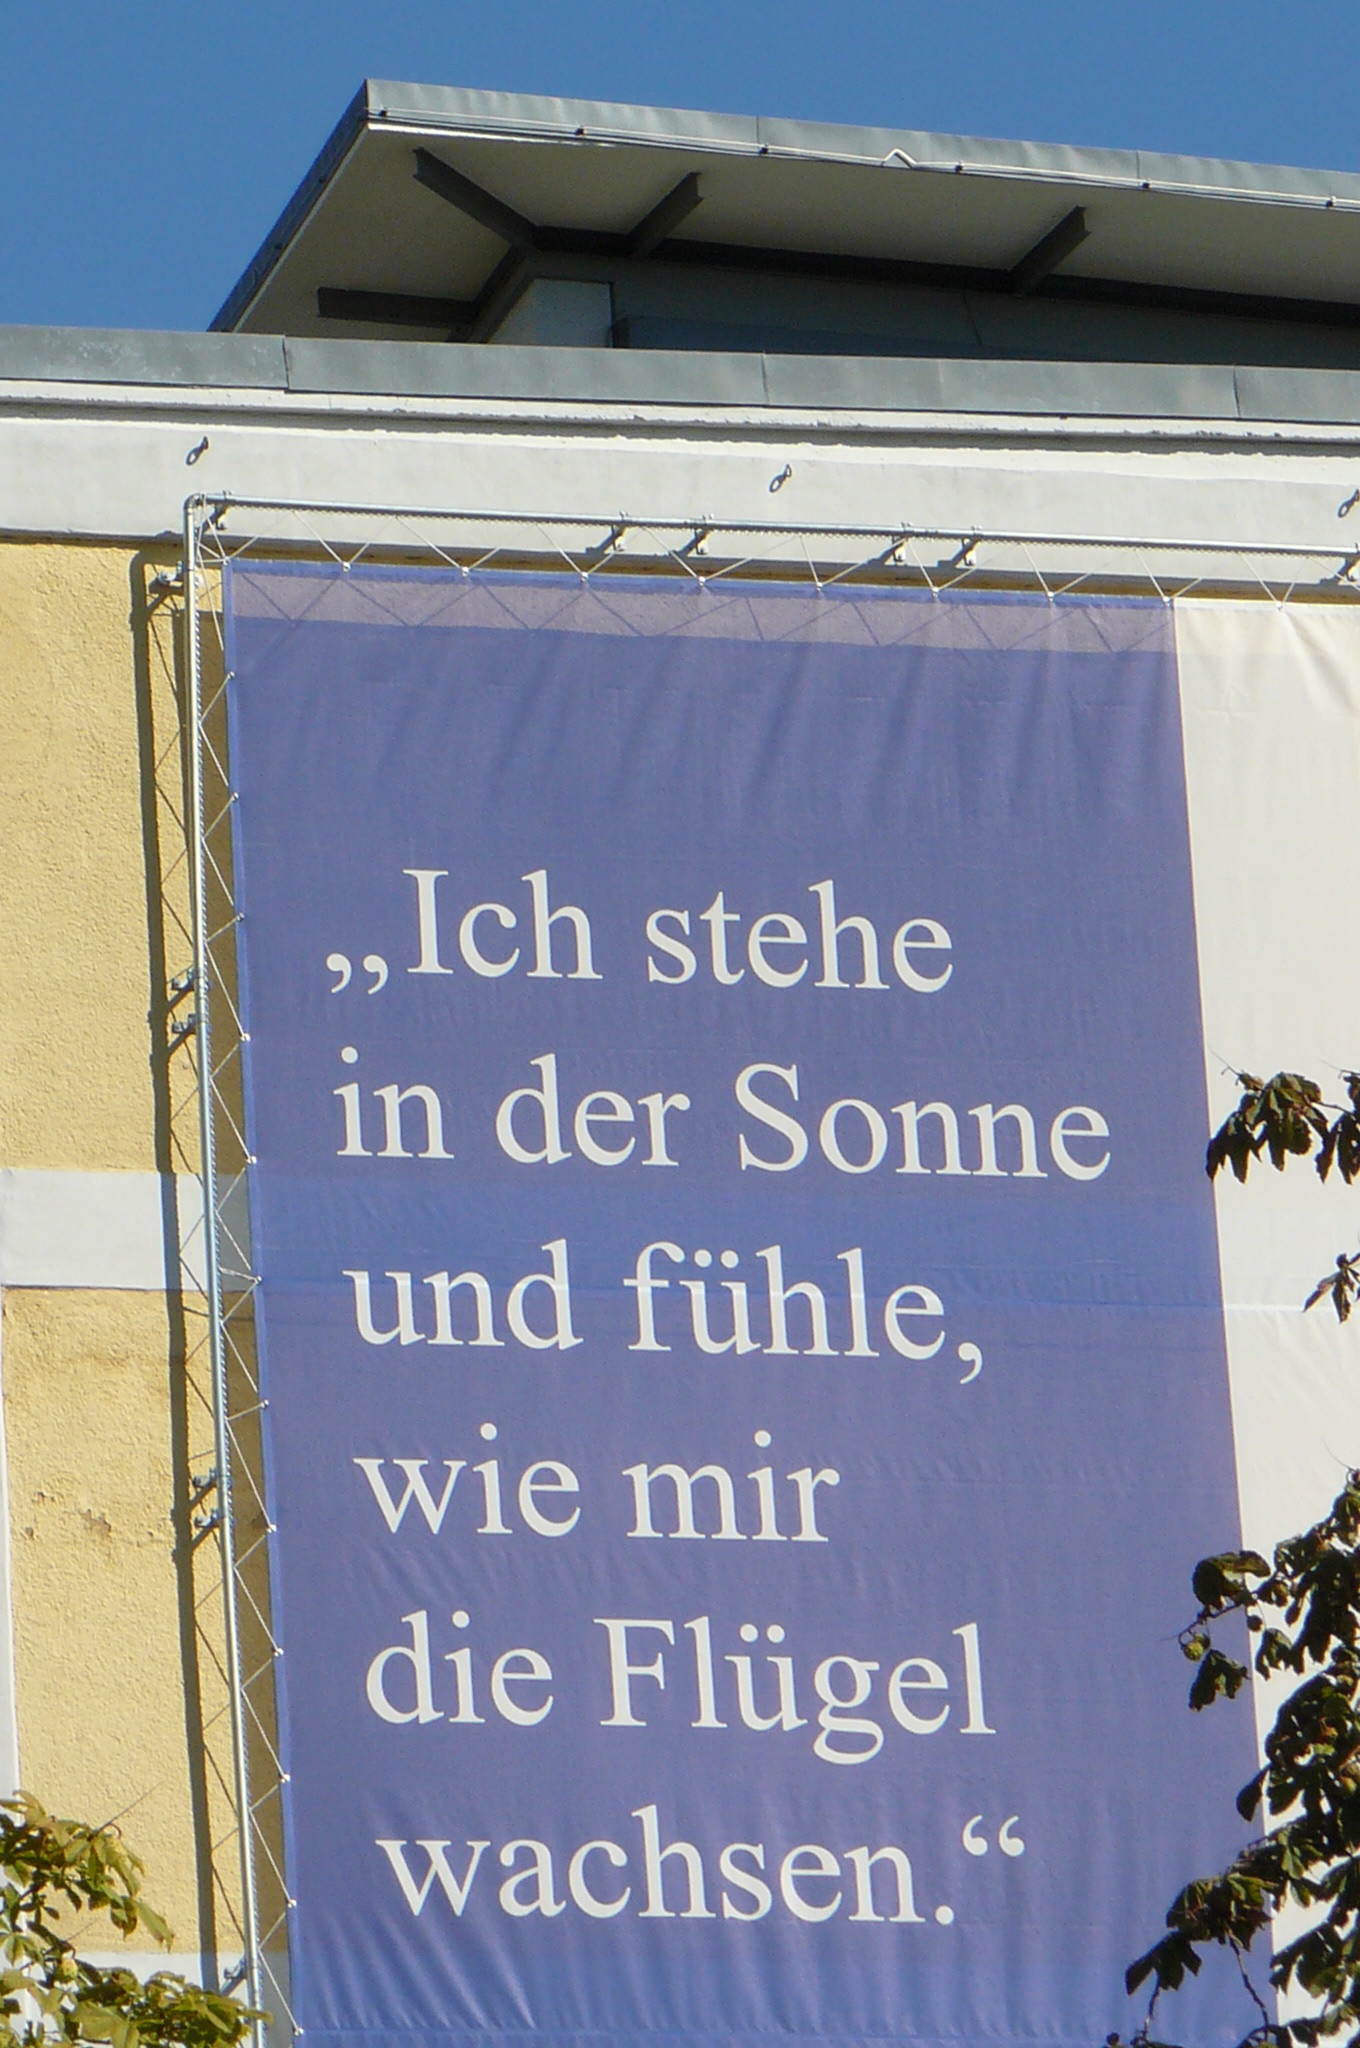 „Ich stehe
in der Sonne
und fühle,
wie mir
die Flügel
wachsen.“